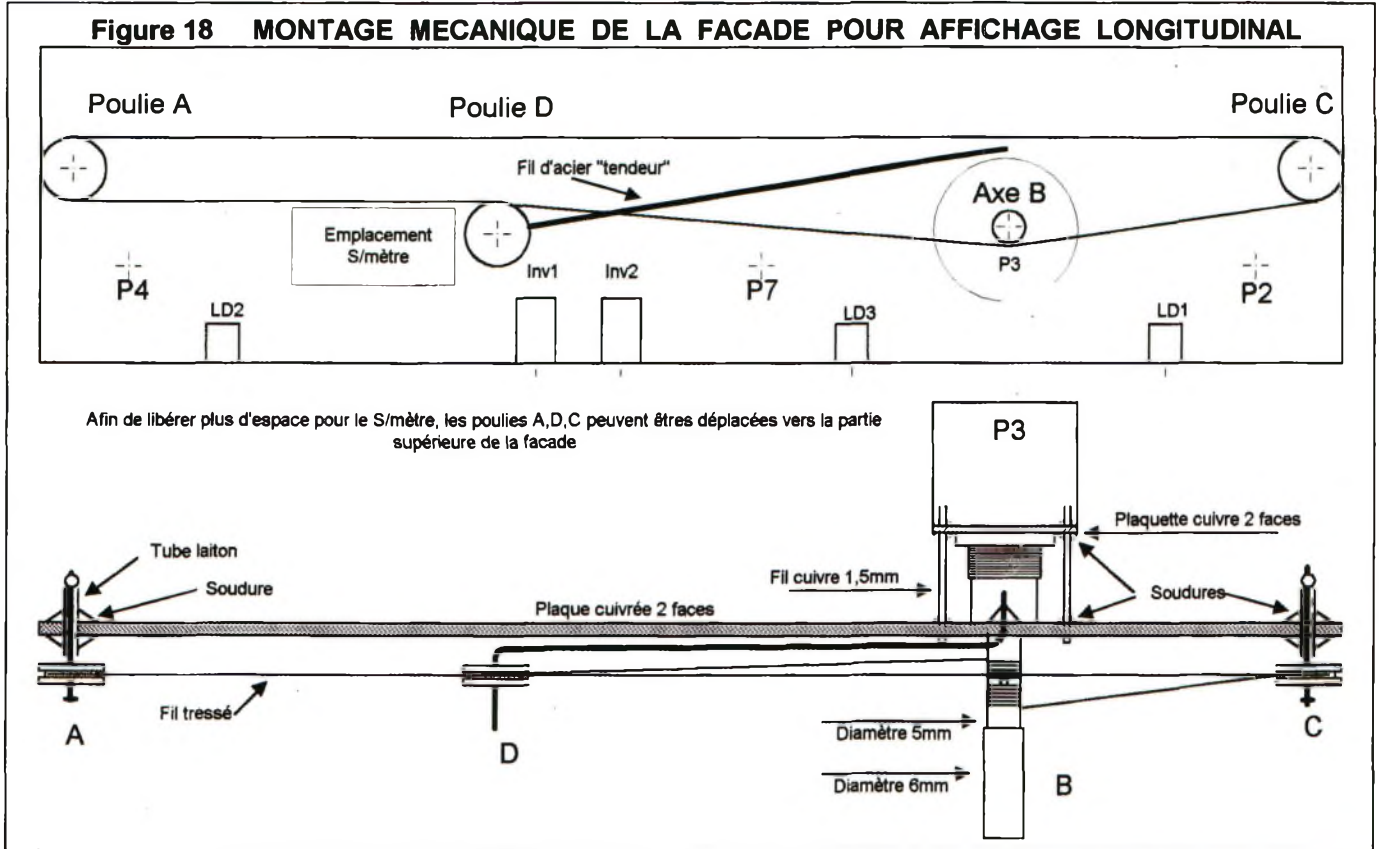 Figure 18 MONTAGE MECANIQUE DE LA FACADE POUR AFFICHAGE LONGITUDINAL
Poulie A
Poulie D
Poulie C
Fil d'acier "tendeur"
Axe B
Emplacement
S/mètre
P3
Inv1
Inv2
P4
P7
P2
LD2
LD3
LD1
Afin de libérer plus d'espace pour le S/mètre, les poulies A,D,C peuvent êtres déplacées vers la partie
supérieure de la facade
P3
Plaquette cuivre 2 faces
Tube laiton
Soudure
Fil cuivre 1,5mm
Soudures
Plaque cuivrée 2 faces
Fil tressé
A
D
C
Diamètre 5mm
Diamètre 6mm
B